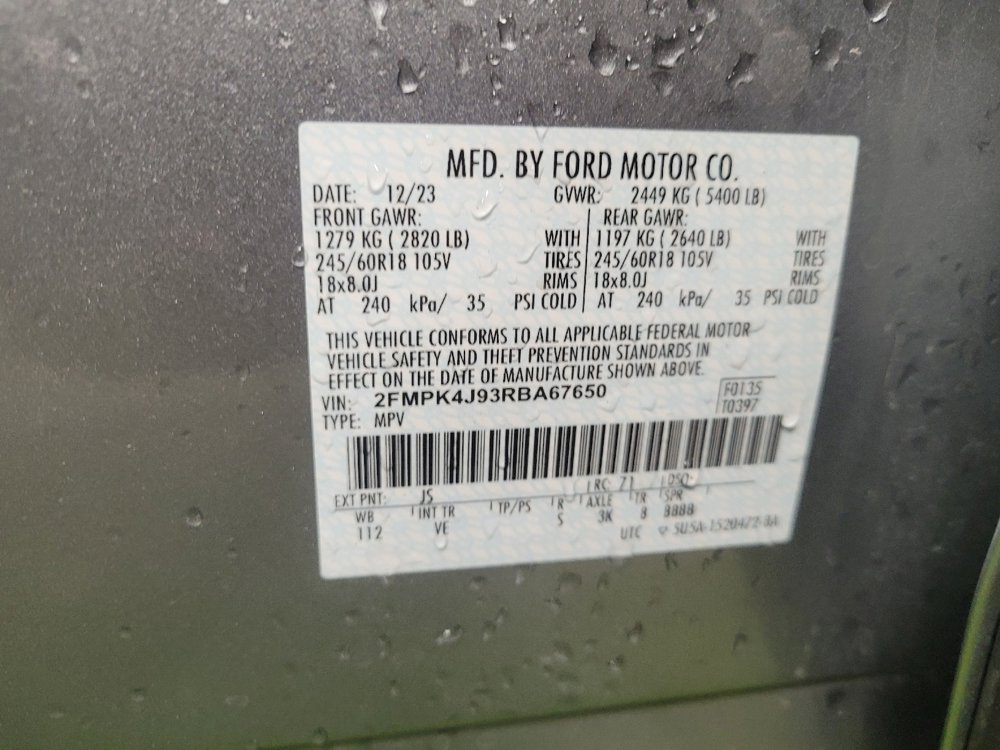 MFD. BY FORD MOTOR CO.
DATE: 12/23 GVWR: 2449 KG ( 5400 LB)
FRONT GAWR: REAR GAWR:
1279 KG ( 2820 LB) WITH 1197 KG ( 2640 LB) WITH
245/60R18 105V TIRES 245/60R18 105V TIRES
18x8.0J RIMS 18x8.0J RIMS
AT 240 kPa/ 35 PSI COLD AT 240 kPa/ 35 PSI COLD
THIS VEHICLE CONFORMS TO ALL APPLICABLE FEDERAL MOTOR
VEHICLE SAFETY AND THEFT PREVENTION STANDARDS IN
EFFECT ON THE DATE OF MANUFACTURE SHOWN ABOVE.
VIN: 2FMPK4J93RBA67650 F0135
TYPE: MPV T0397
RC: 71 DSO:
EXT PNT: JS
WB INT TR TP/PS R AXLE TR SPR
112 VE S 3K 8 8888
UTC